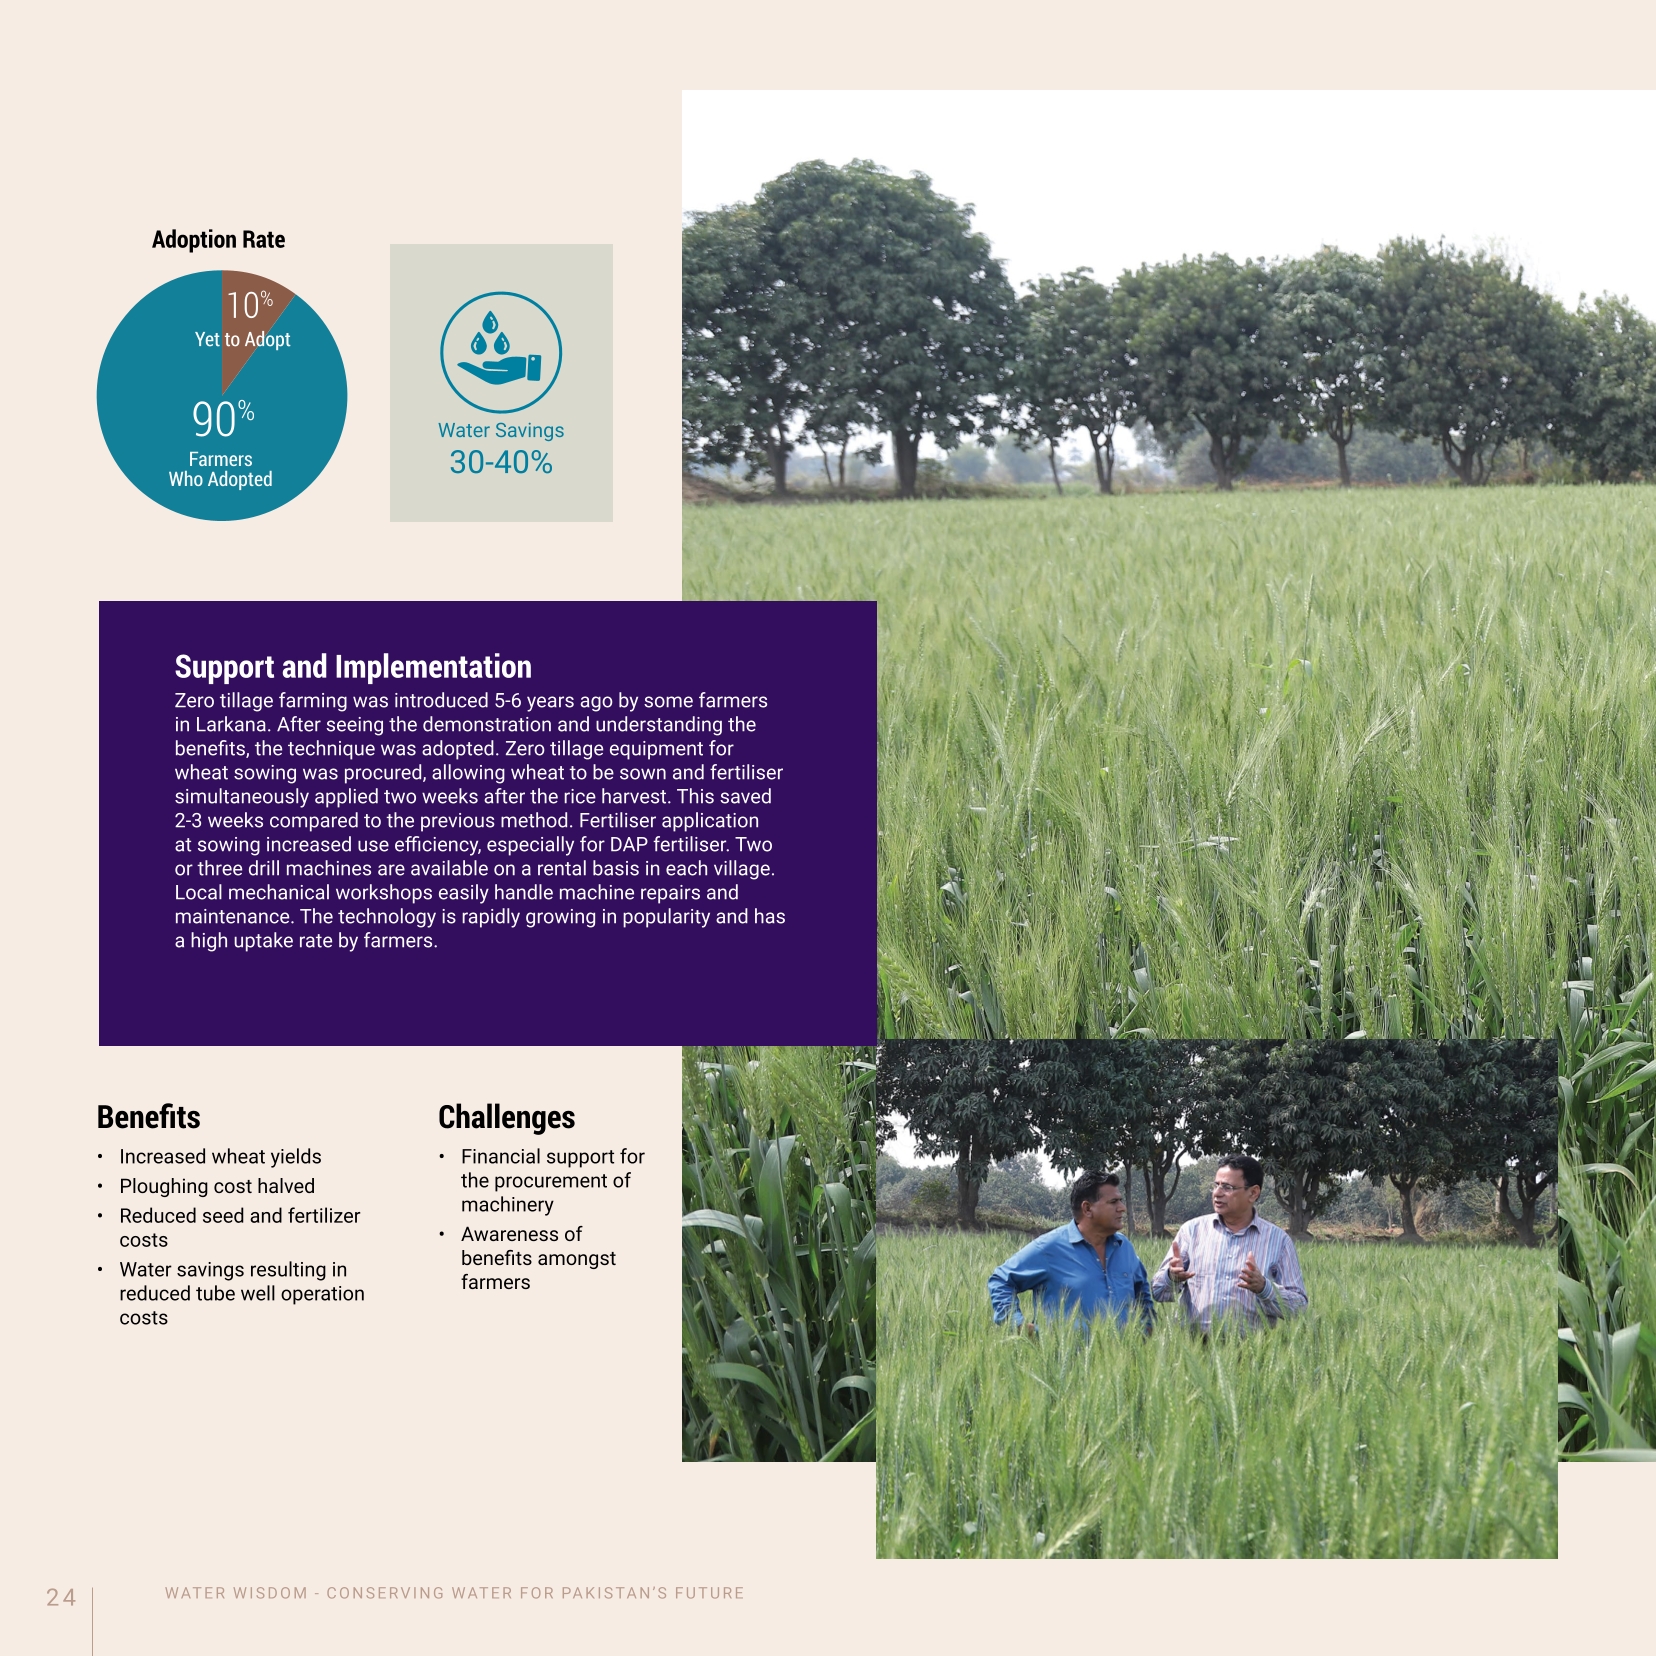 Adoption Rate
10%
Yet to Adopt
90%
Farmers
Who Adopted
Water Savings
30-40%
Support and Implementation
Zero tillage farming was introduced 5-6 years ago by some farmers
in Larkana. After seeing the demonstration and understanding the
benefits, the technique was adopted. Zero tillage equipment for
wheat sowing was procured, allowing wheat to be sown and fertiliser
simultaneously applied two weeks after the rice harvest. This saved
2-3 weeks compared to the previous method. Fertiliser application
at sowing increased use efficiency, especially for DAP fertiliser. Two
or three drill machines are available on a rental basis in each village.
Local mechanical workshops easily handle machine repairs and
maintenance. The technology is rapidly growing in popularity and has
a high uptake rate by farmers.
Benefits
• Increased wheat yields
• Ploughing cost halved
• Reduced seed and fertilizer
costs
• Water savings resulting in
reduced tube well operation
costs
Challenges
• Financial support for
the procurement of
machinery
• Awareness of
benefits amongst
farmers
24
WATER WISDOM - CONSERVING WATER FOR PAKISTAN'S FUTURE